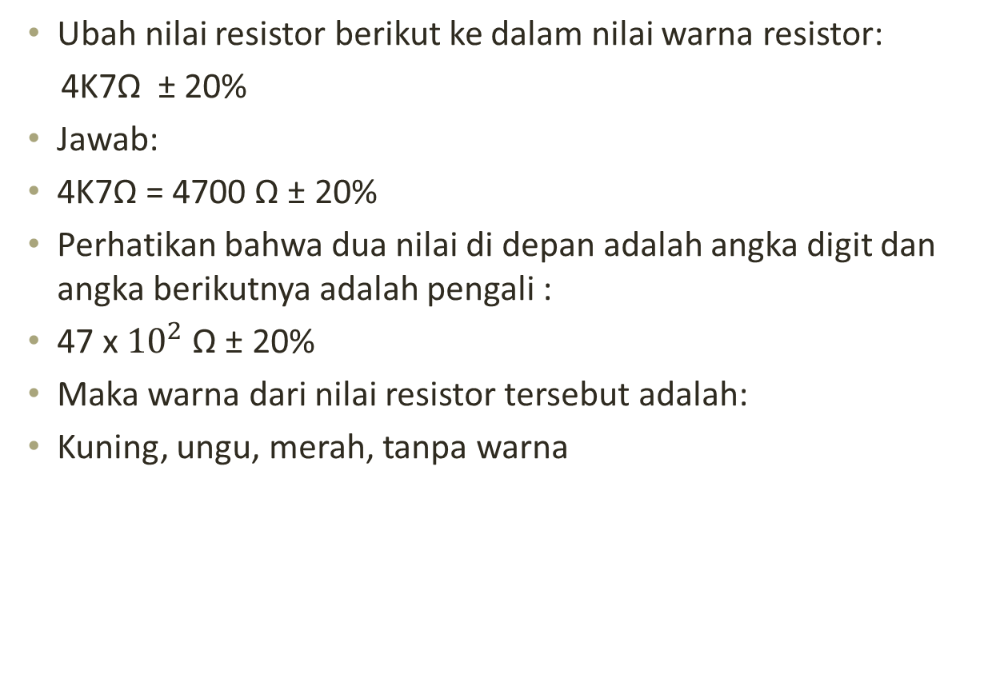 • Ubah nilai resistor berikut ke dalam nilai warna resistor:
4K7Ω ± 20%
• Jawab:
• 4K7Ω = 4700 Ω ± 20%
• Perhatikan bahwa dua nilai di depan adalah angka digit dan
angka berikutnya adalah pengali :
• 47 x 10² Ω ± 20%
• Maka warna dari nilai resistor tersebut adalah:
• Kuning, ungu, merah, tanpa warna